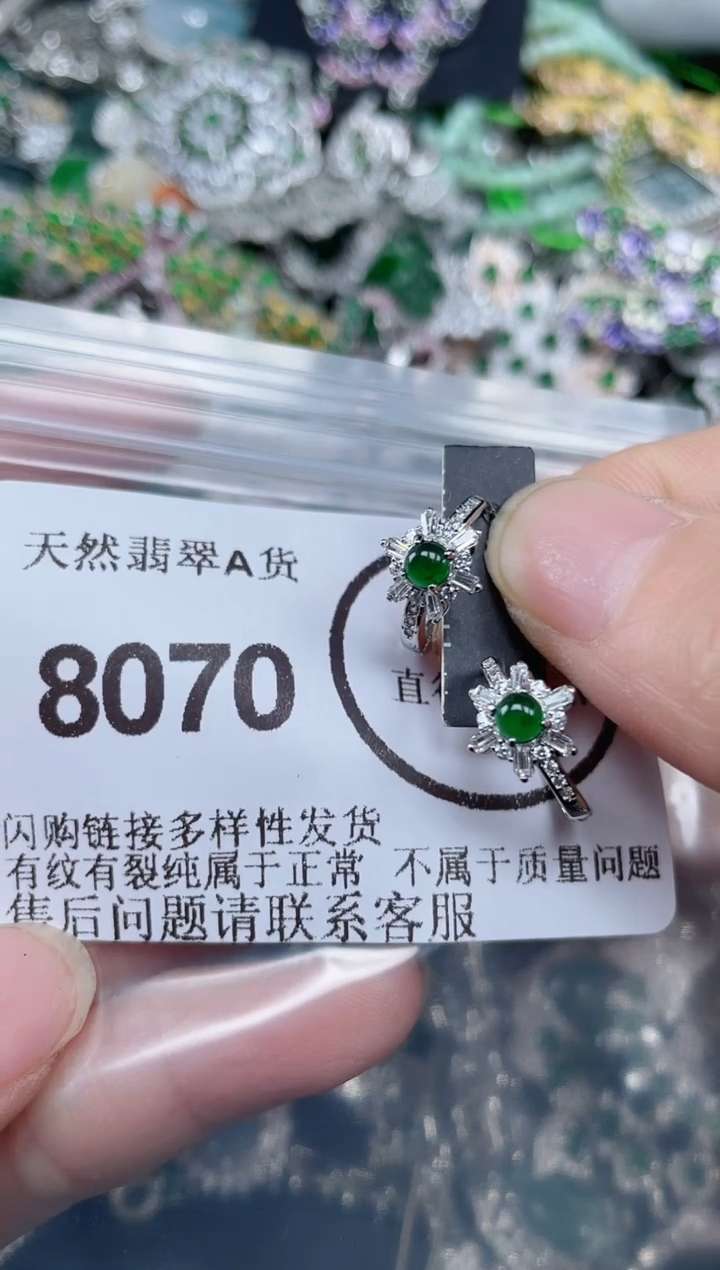 天然翡翠A货
8070
直
闪购链接多样性发货
有纹有裂纯属于正常 不属于质量问题
售后问题请联系客服